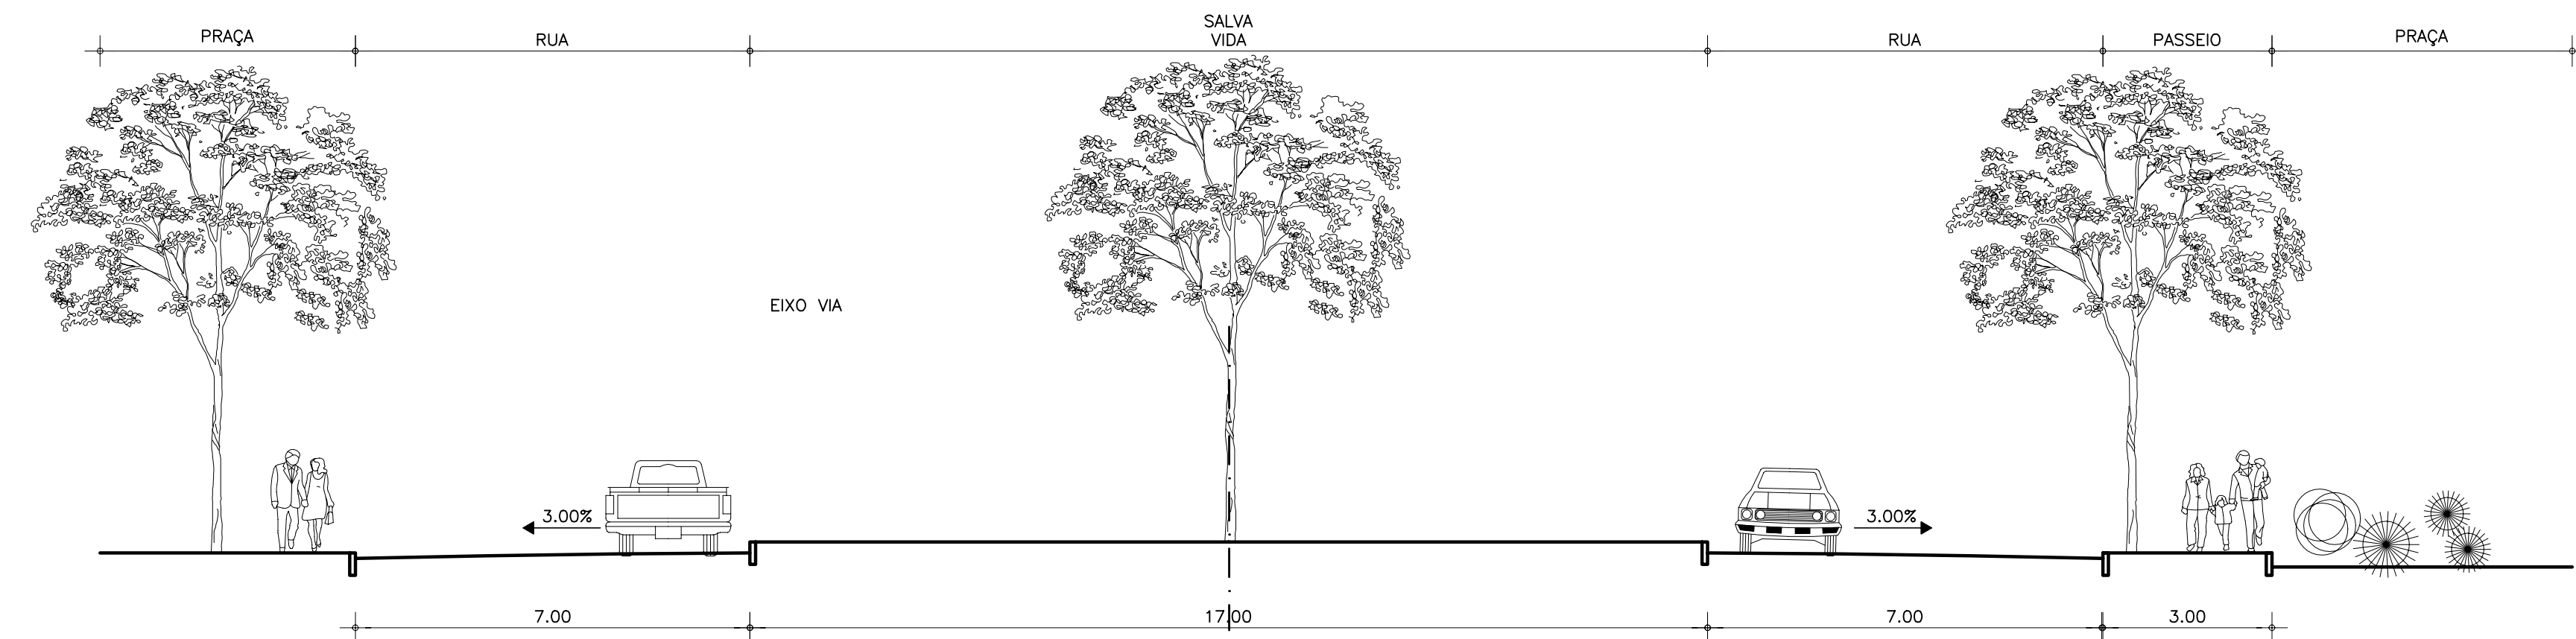 PRAÇA
RUA
SALVA
VIDA
RUA
PASSEIO
PRAÇA
EIXO VIA
3.00%
3.00%
7.00
17.00
7.00
3.00